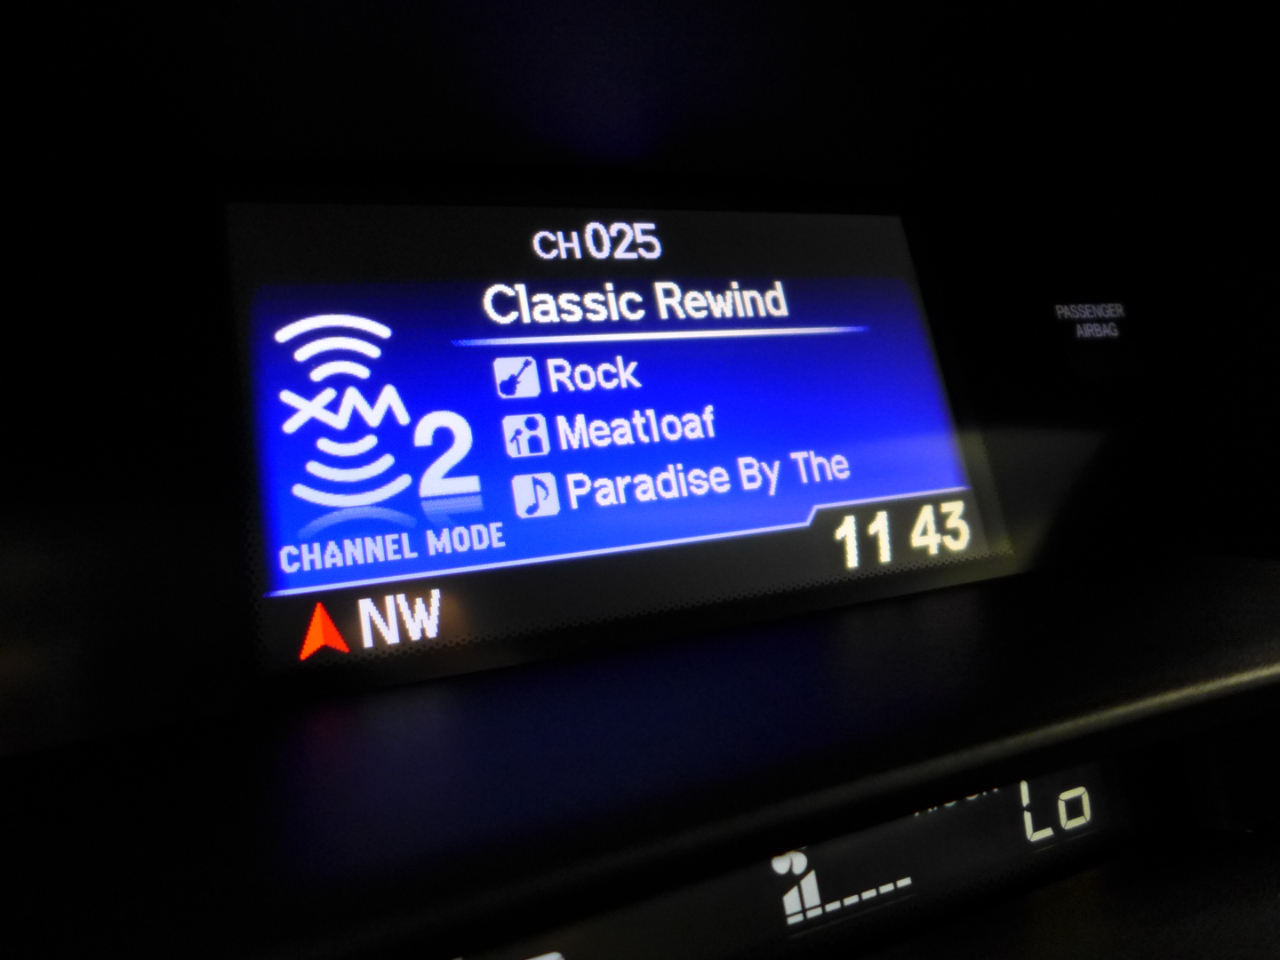 CH 025
Classic Rewind
XM 2
Rock
Meatloaf
Paradise By The
CHANNEL MODE
11 43
NW
PASSENGER
AIRBAG
Lo